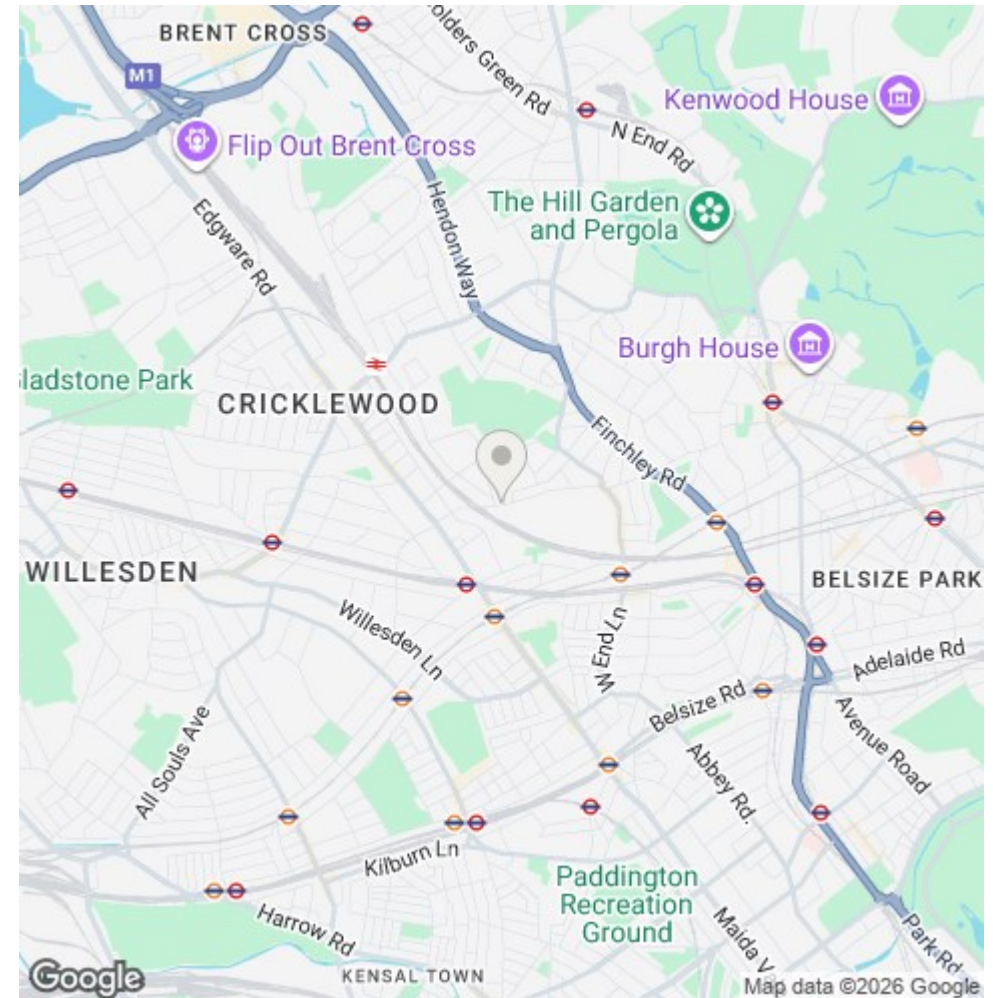 BRENT CROSS
olders Green Rd
M1
Kenwood House
Flip Out Brent Cross
N End Rd
The Hill Garden
and Pergola
Edgware Rd
Hendon Way
Burgh House
ladstone Park
CRICKLEWOOD
Finchley Rd
WILLESDEN
BELSIZE PARK
Willesden Ln
W End Ln
Adelaide Rd
Belsize Rd
Avenue Road
All Souls Ave
Abbey Rd.
Kilburn Ln
Paddington
Recreation
Ground
Harrow Rd
Maida Va
Park Rd
KENSAL TOWN
Google
Map data ©2026 Google